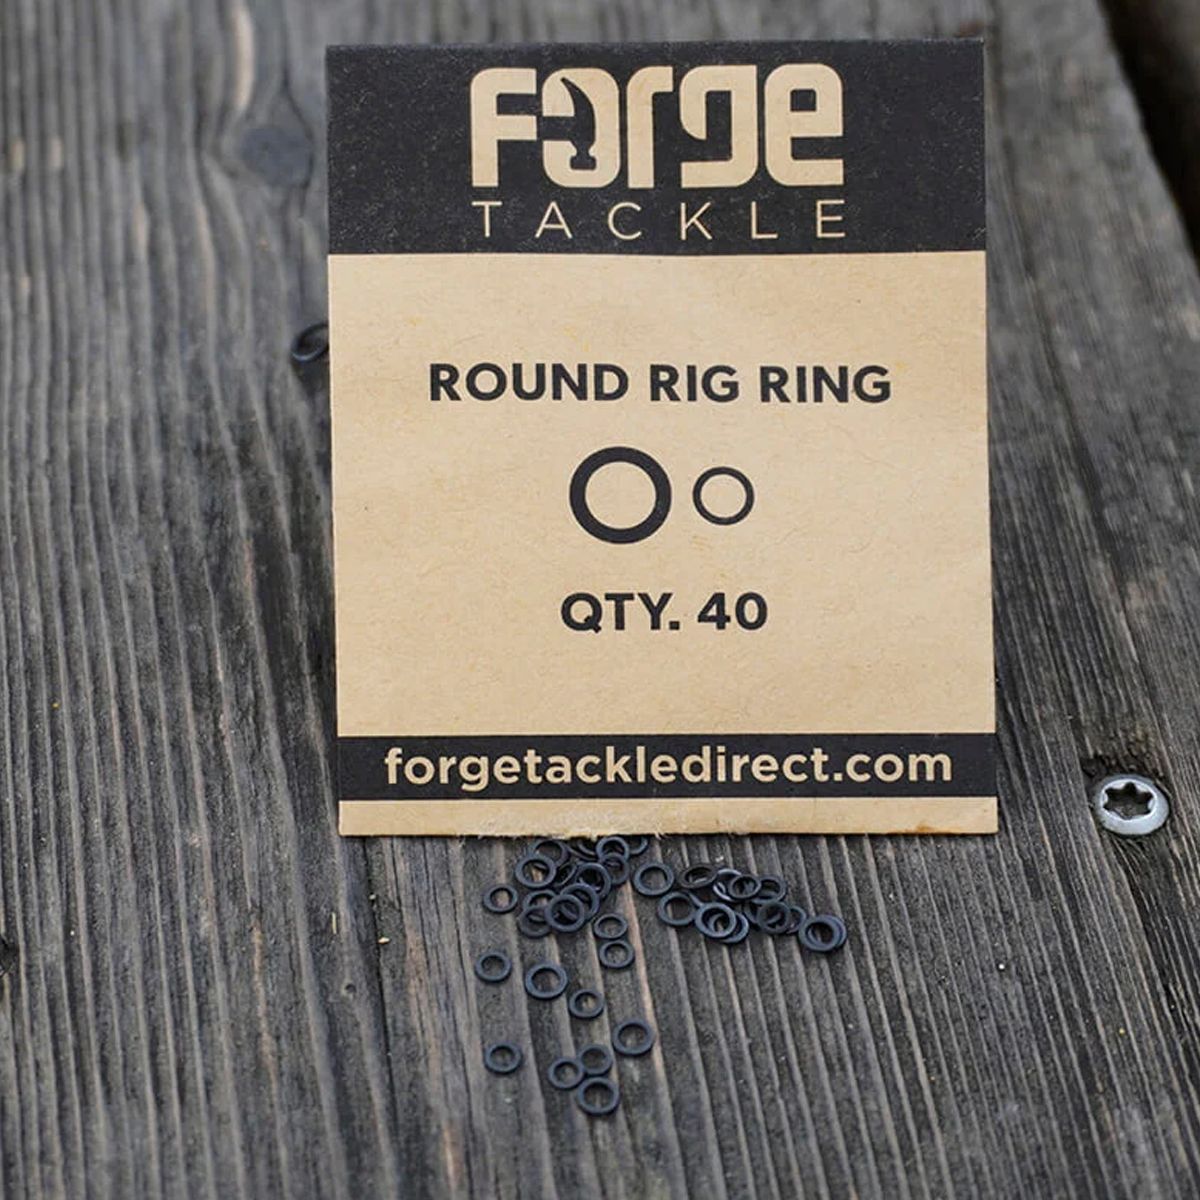 Forge
TACKLE
ROUND RIG RING
QTY. 40
forgetackledirect.com